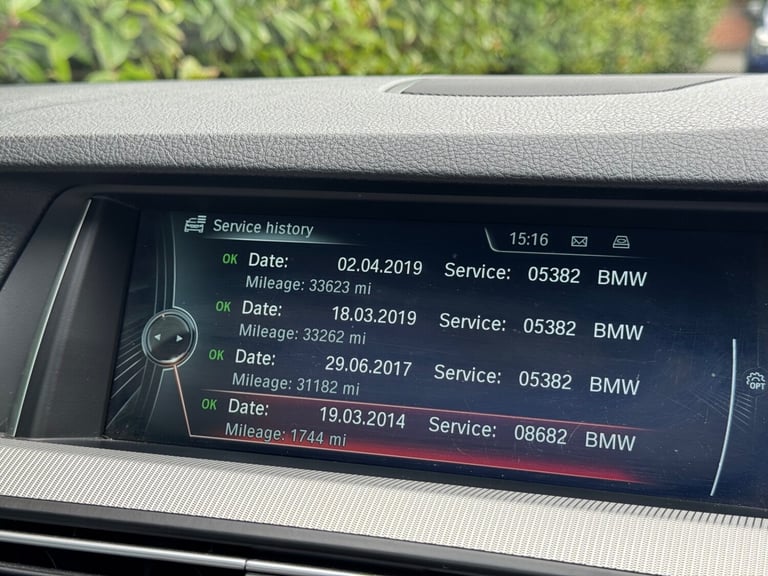 Service history
15:16
OK Date: 02.04.2019 Service: 05382 BMW
Mileage: 33623 mi
OK Date: 18.03.2019 Service: 05382 BMW
Mileage: 33262 mi
OK Date: 29.06.2017 Service: 05382 BMW
Mileage: 31182 mi
OPT
OK Date: 19.03.2014 Service: 08682 BMW
Mileage: 1744 mi